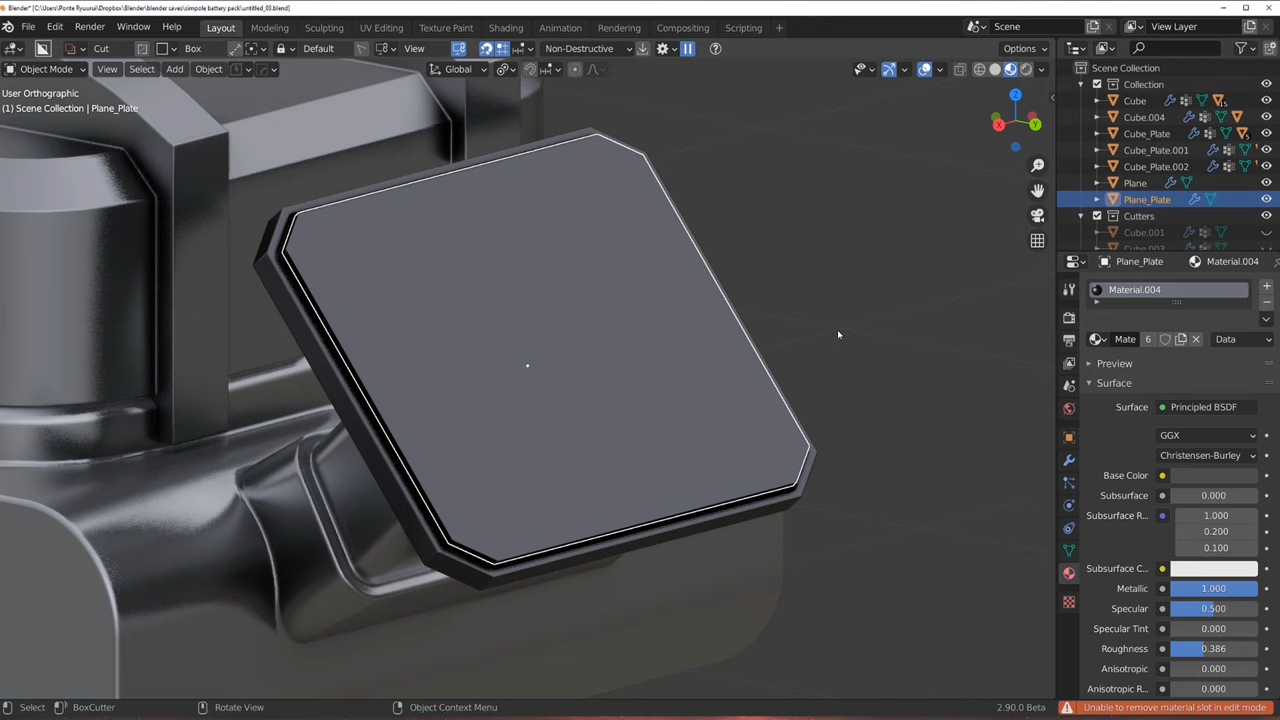 Blender* [C:\Users\Ponte Ryuurui\Dropbox\Blender\blender saves\simpole battery pack\untitled_03.blend]
File Edit Render Window Help Layout Modeling Sculpting UV Editing Texture Paint Shading Animation Rendering Compositing Scripting + Scene View Layer
Cut Box Default View Non-Destructive Options
Object Mode View Select Add Object Global
User Orthographic
(1) Scene Collection | Plane_Plate
Z
X
Y
Scene Collection
Collection
Cube 15
Cube.004
Cube_Plate 5
Cube_Plate.001
Cube_Plate.002
Plane
Plane_Plate
Cutters
Cube.001
Cube.003
Plane_Plate Material.004
Material.004
Mate 6 Data
Preview
Surface
Surface Principled BSDF
GGX
Christensen-Burley
Base Color
Subsurface 0.000
Subsurface R... 1.000
0.200
0.100
Subsurface C...
Metallic 1.000
Specular 0.500
Specular Tint 0.000
Roughness 0.386
Anisotropic 0.000
Anisotropic R... 0.000
Select BoxCutter Rotate View Object Context Menu 2.90.0 Beta Unable to remove material slot in edit mode